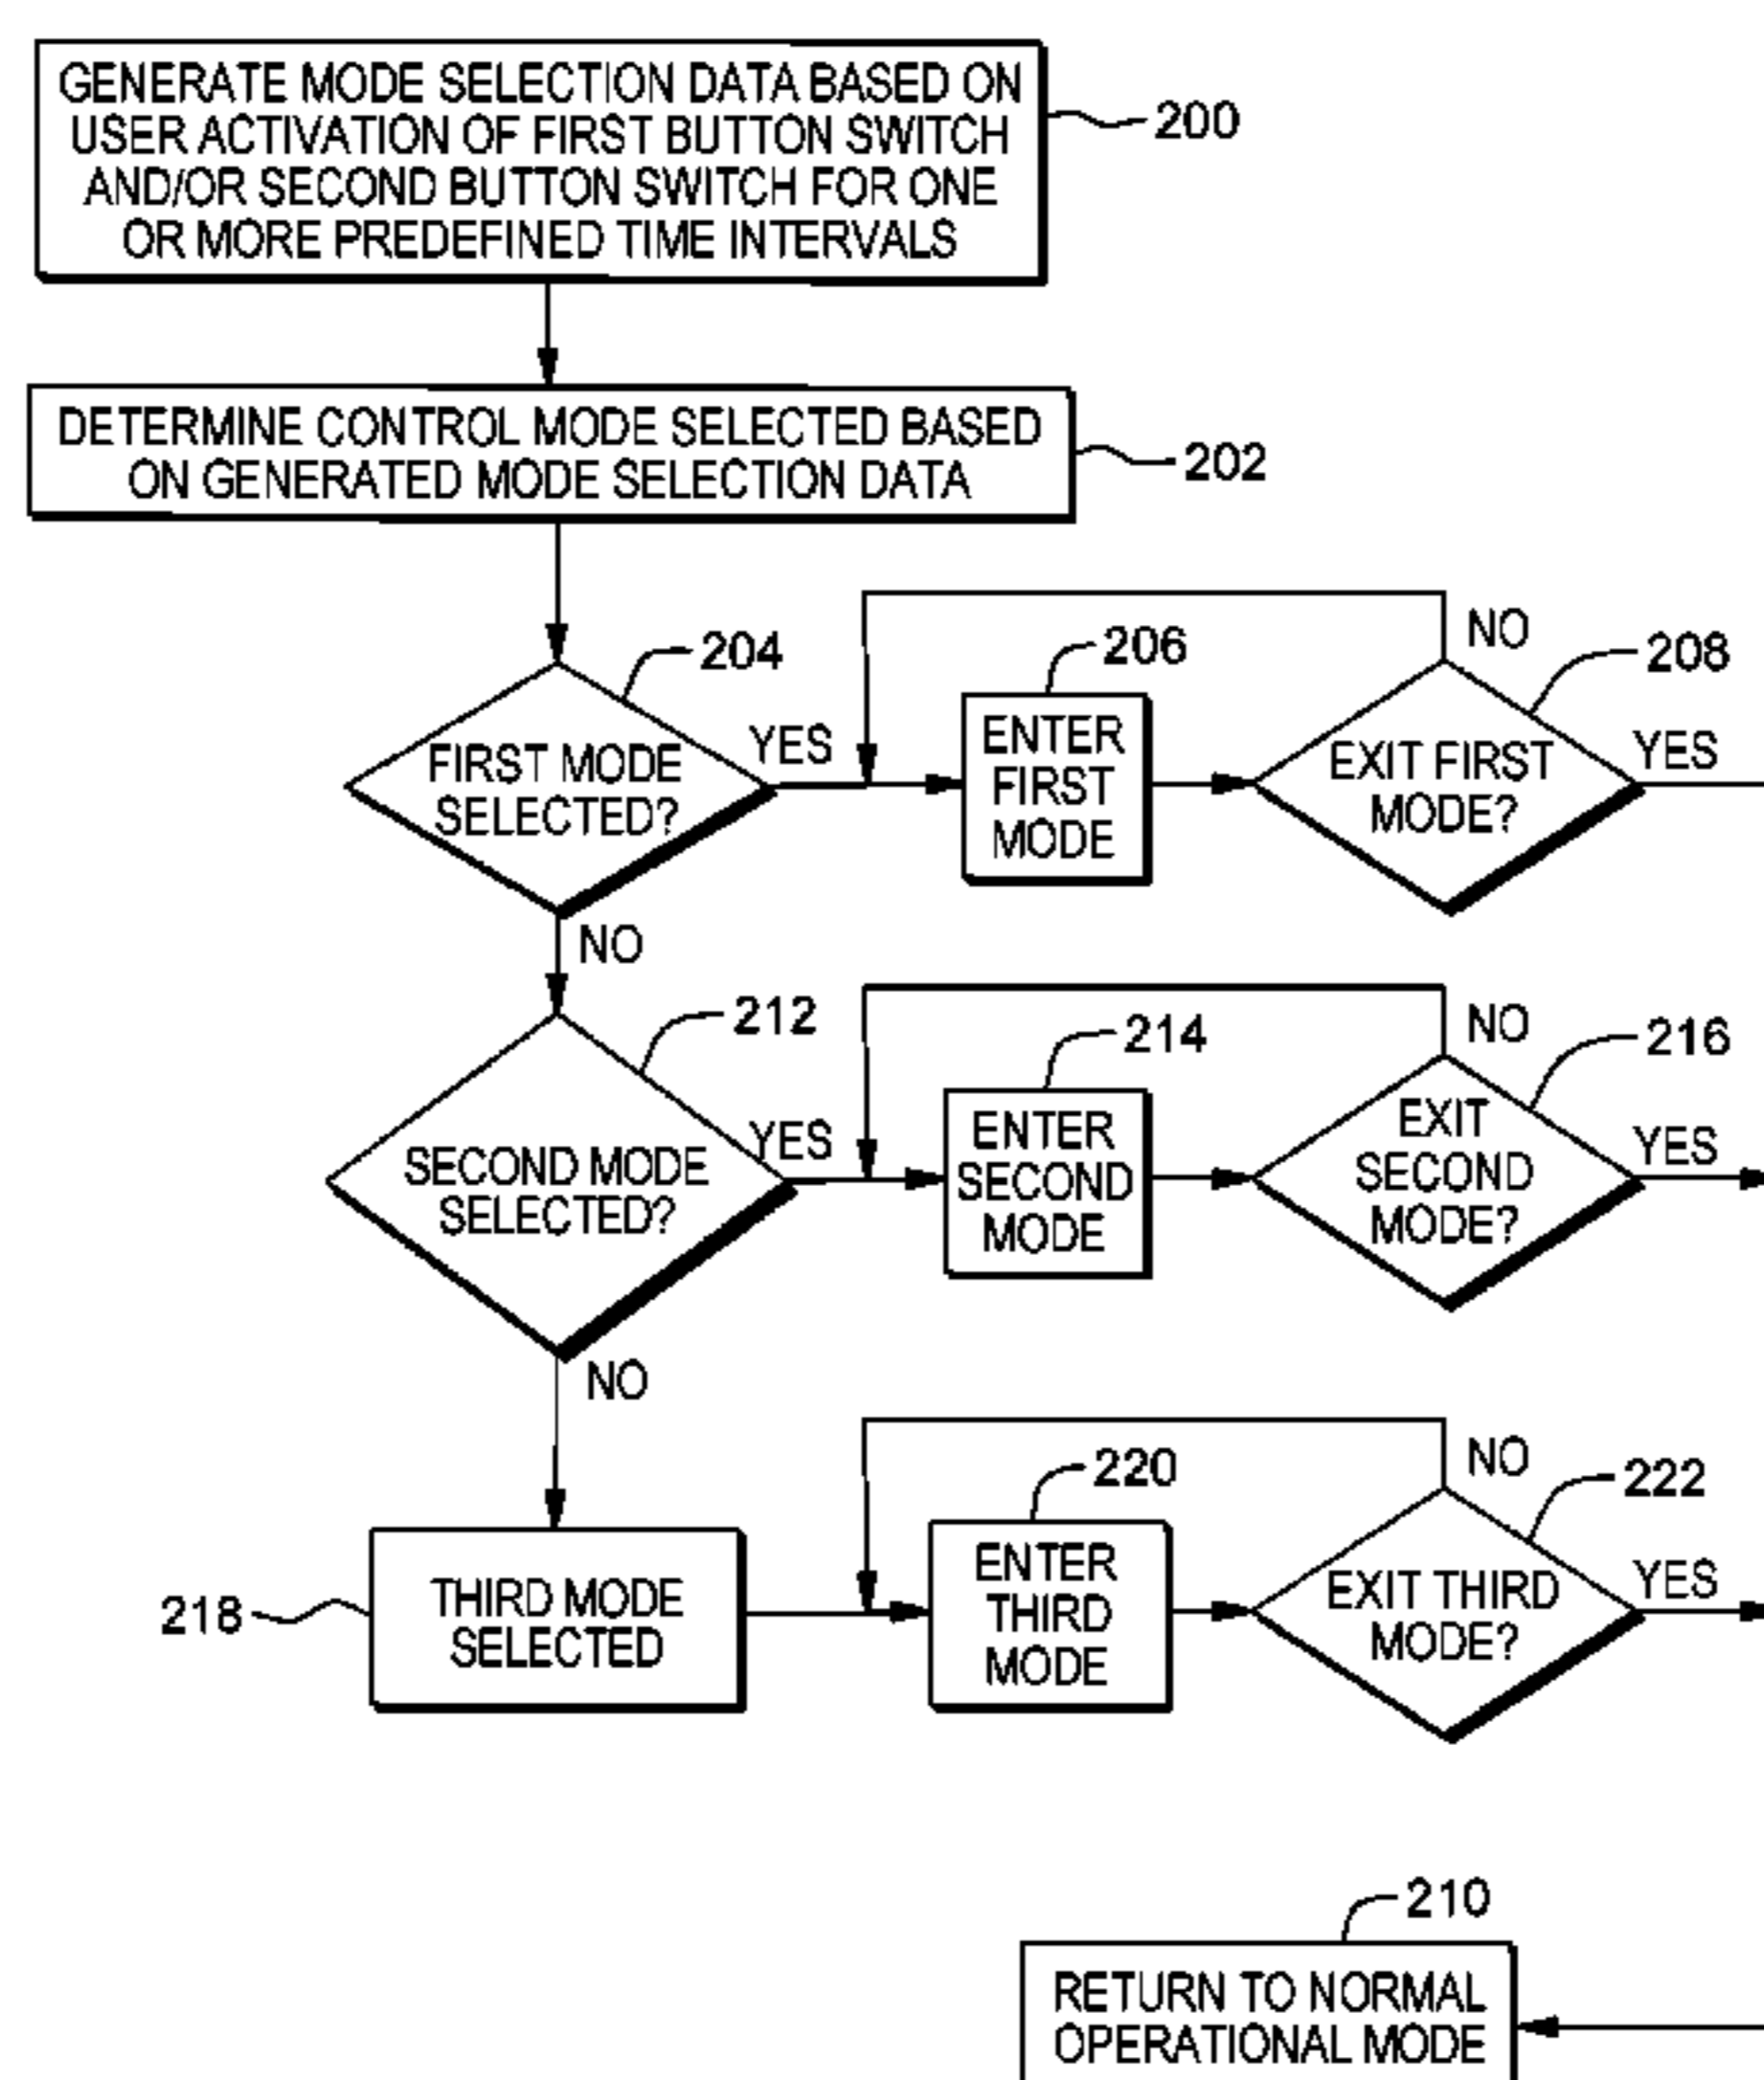 GENERATE MODE SELECTION DATA BASED ON
USER ACTIVATION OF FIRST BUTTON SWITCH
AND/OR SECOND BUTTON SWITCH FOR ONE
OR MORE PREDEFINED TIME INTERVALS
200
DETERMINE CONTROL MODE SELECTED BASED
ON GENERATED MODE SELECTION DATA
202
204
FIRST MODE
SELECTED?
YES
NO
206
ENTER
FIRST
MODE
208
EXIT FIRST
MODE?
NO
YES
212
SECOND MODE
SELECTED?
YES
NO
214
ENTER
SECOND
MODE
216
EXIT
SECOND
MODE?
NO
YES
218
THIRD MODE
SELECTED
220
ENTER
THIRD
MODE
222
EXIT THIRD
MODE?
NO
YES
210
RETURN TO NORMAL
OPERATIONAL MODE